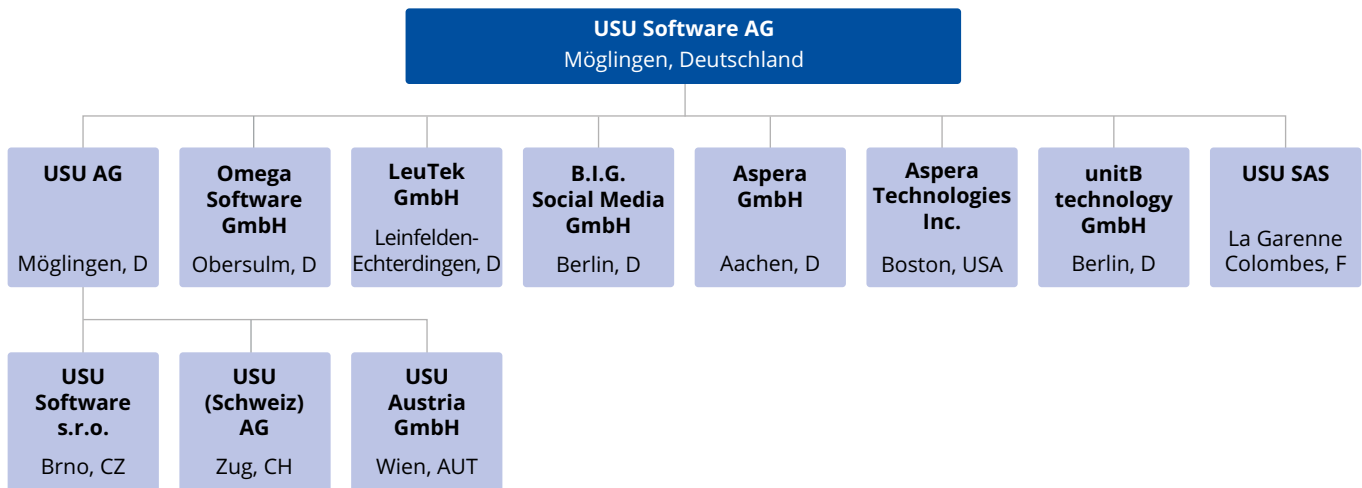 USU Software AG
Möglingen, Deutschland
USU AG
Möglingen, D
Omega
Software
GmbH
Obersulm, D
LeuTek
GmbH
Leinfelden-
Echterdingen, D
B.I.G.
Social Media
GmbH
Berlin, D
Aspera
GmbH
Aachen, D
Aspera
Technologies
Inc.
Boston, USA
unitB
technology
GmbH
Berlin, D
USU SAS
La Garenne
Colombes, F
USU
Software
s.r.o.
Brno, CZ
USU
(Schweiz)
AG
Zug, CH
USU
Austria
GmbH
Wien, AUT